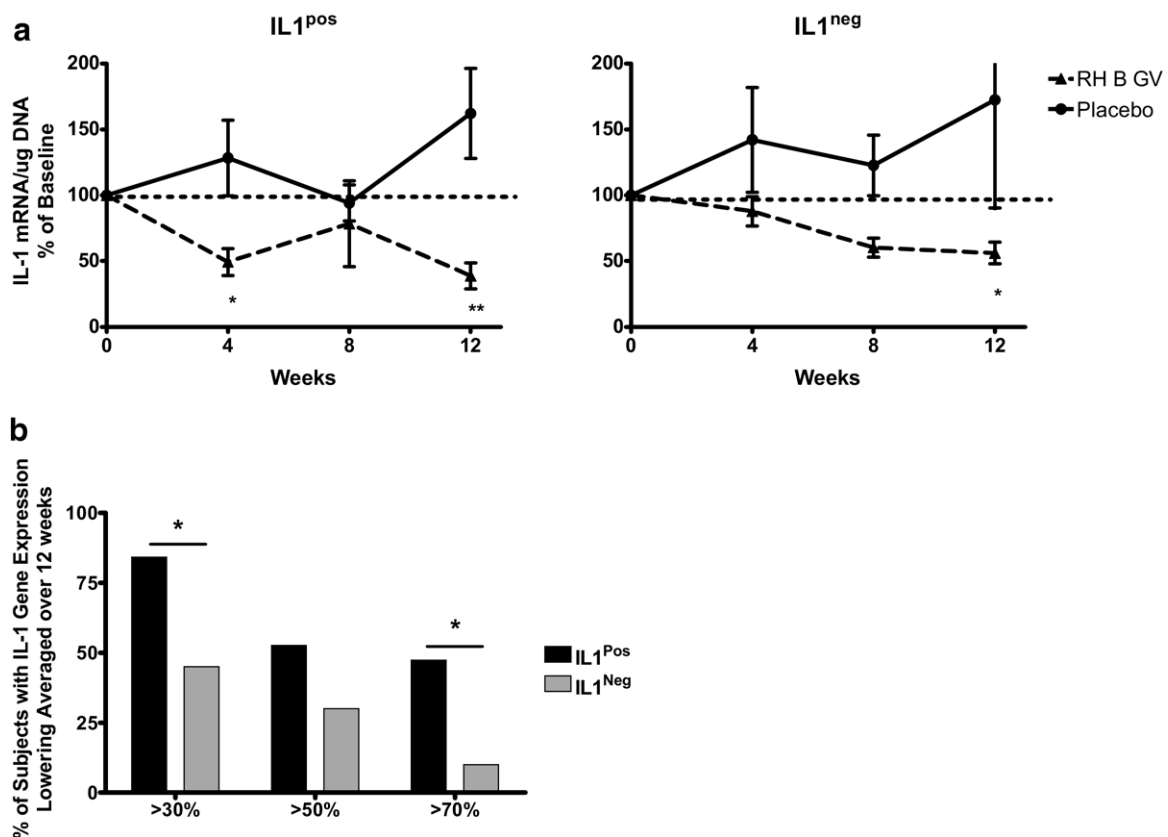 a
IL1pos
IL1neg
IL-1 mRNA/ug DNA
% of Baseline
200
150
100
50
0
0 4 8 12
Weeks
*
**
200
150
100
50
0
0 4 8 12
Weeks
*
RH B GV
Placebo
b
% of Subjects with IL-1 Gene Expression
Lowering Averaged over 12 weeks
100
75
50
25
0
*
*
>30% >50% >70%
IL1Pos
IL1Neg